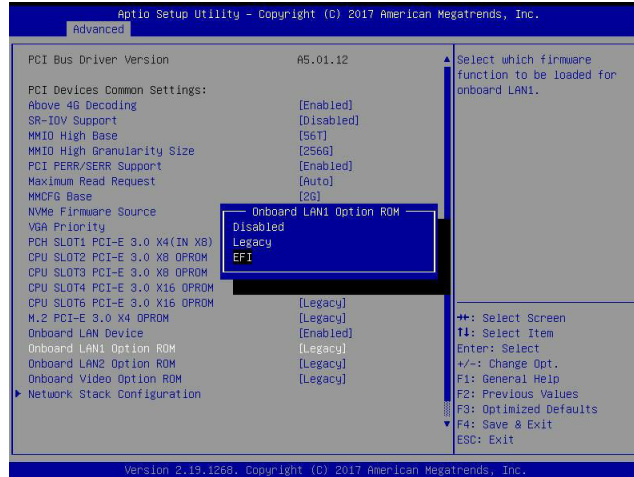 Aptio Setup Utility – Copyright (C) 2017 American Megatrends, Inc.
Advanced
PCI Bus Driver Version A5.01.12
PCI Devices Common Settings:
Above 4G Decoding [Enabled]
SR-IOV Support [Disabled]
MMIO High Base [56T]
MMIO High Granularity Size [256G]
PCI PERR/SERR Support [Enabled]
Maximum Read Request [Auto]
MMCFG Base [2G]
NVMe Firmware Source
VGA Priority
PCH SLOT1 PCI-E 3.0 X4(IN X8)
CPU SLOT2 PCI-E 3.0 X8 OPROM
CPU SLOT3 PCI-E 3.0 X8 OPROM
CPU SLOT4 PCI-E 3.0 X16 OPROM
CPU SLOT6 PCI-E 3.0 X16 OPROM [Legacy]
M.2 PCI-E 3.0 X4 OPROM [Legacy]
Onboard LAN Device [Enabled]
Onboard LAN1 Option ROM [Legacy]
Onboard LAN2 Option ROM [Legacy]
Onboard Video Option ROM [Legacy]
Network Stack Configuration
Onboard LAN1 Option ROM
Disabled
Legacy
EFI
Select which firmware
function to be loaded for
onboard LAN1.
→←: Select Screen
↑↓: Select Item
Enter: Select
+/-: Change Opt.
F1: General Help
F2: Previous Values
F3: Optimized Defaults
F4: Save & Exit
ESC: Exit
Version 2.19.1268. Copyright (C) 2017 American Megatrends, Inc.